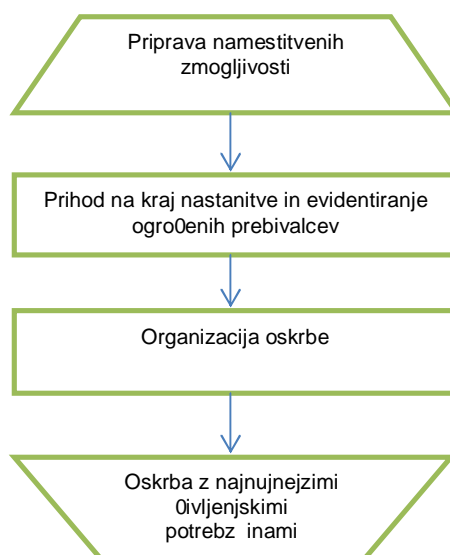 Priprava namestitvenih
zmogljivosti
Prihod na kraj nastanitve in evidentiranje
ogro0enih prebivalcev
Organizacija oskrbe
Oskrba z najnujnejzimi
0ivljenjskimi
potrebz inami